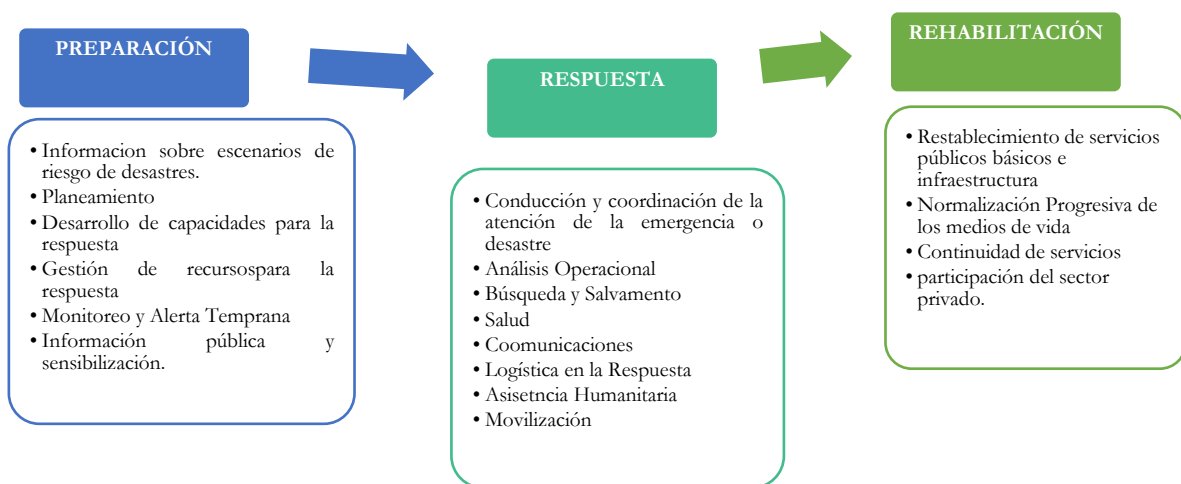 PREPARACIÓN
• Informacion sobre escenarios de
riesgo de desastres.
• Planeamiento
• Desarrollo de capacidades para la
respuesta
• Gestión de recursospara la
respuesta
• Monitoreo y Alerta Temprana
• Información pública y
sensibilización.
RESPUESTA
• Conducción y coordinación de la
atención de la emergencia o
desastre
• Análisis Operacional
• Búsqueda y Salvamento
• Salud
• Coomunicaciones
• Logística en la Respuesta
• Asisetncia Humanitaria
• Movilización
REHABILITACIÓN
• Restablecimiento de servicios
públicos básicos e
infraestructura
• Normalización Progresiva de
los medios de vida
• Continuidad de servicios
• participación del sector
privado.